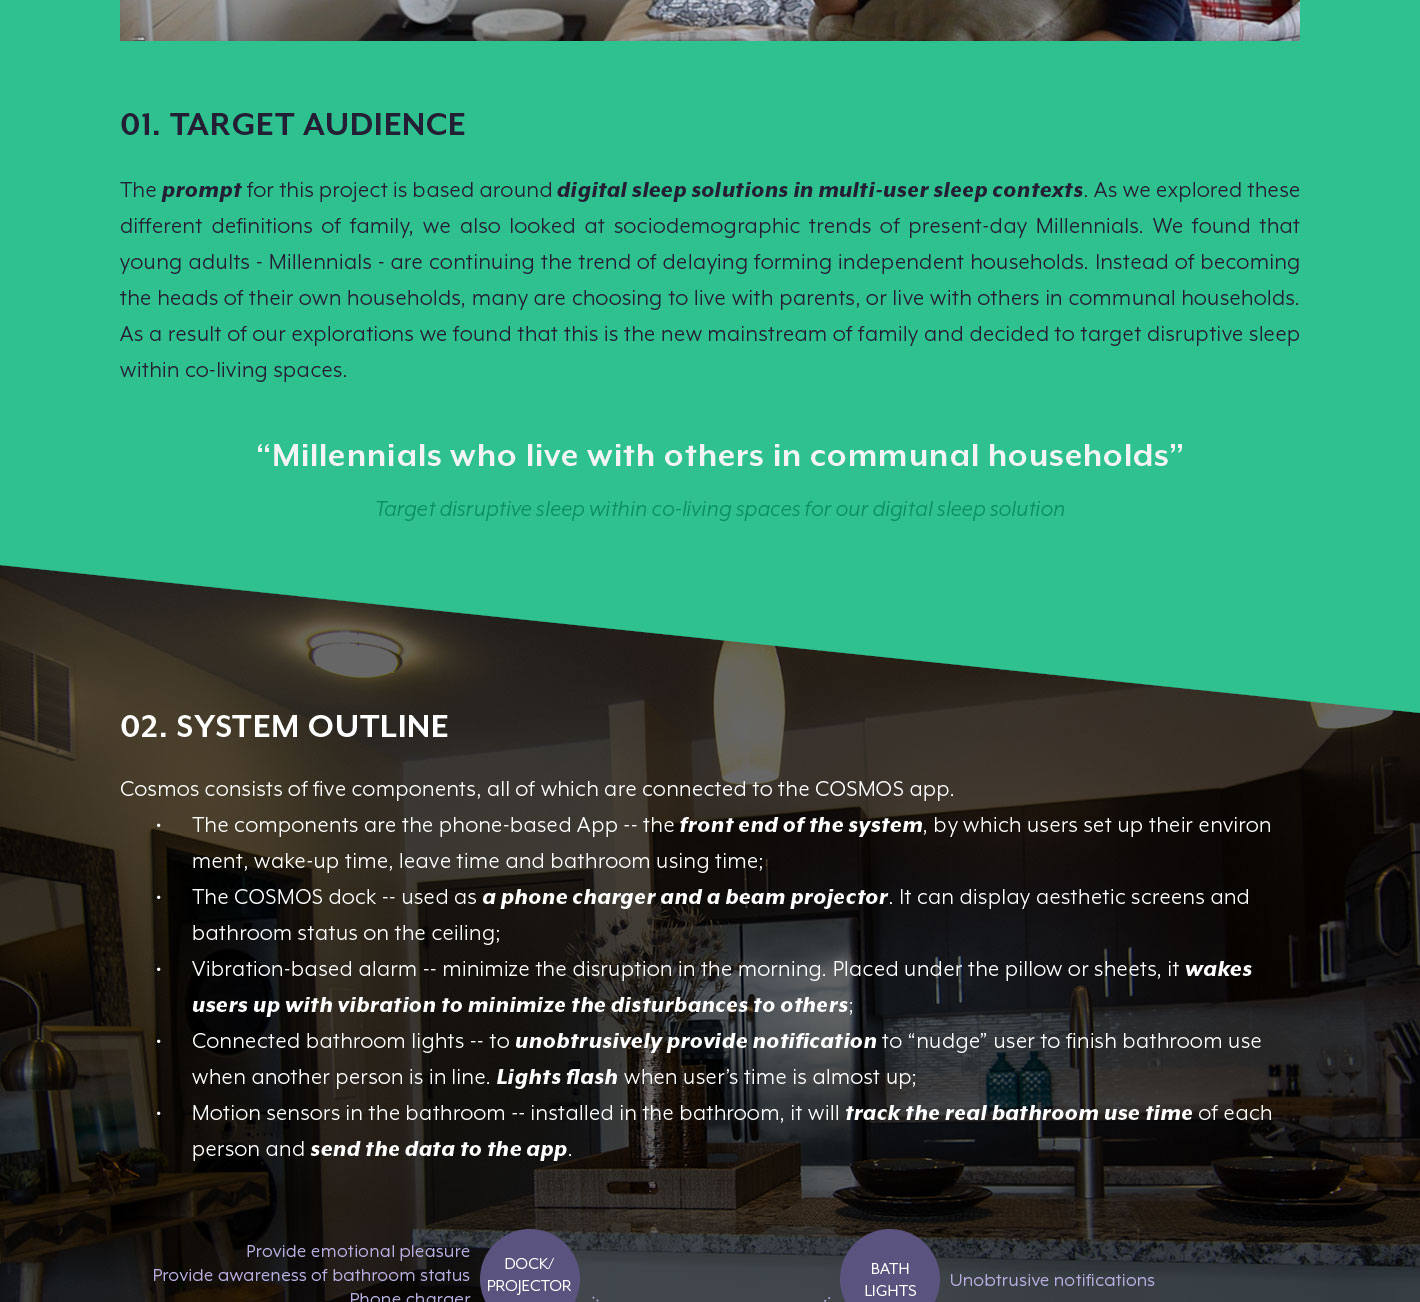 01. TARGET AUDIENCE
The prompt for this project is based around digital sleep solutions in multi-user sleep contexts. As we explored these
different definitions of family, we also looked at sociodemographic trends of present-day Millennials. We found that
young adults - Millennials - are continuing the trend of delaying forming independent households. Instead of becoming
the heads of their own households, many are choosing to live with parents, or live with others in communal households.
As a result of our explorations we found that this is the new mainstream of family and decided to target disruptive sleep
within co-living spaces.
“Millennials who live with others in communal households”
Target disruptive sleep within co-living spaces for our digital sleep solution
02. SYSTEM OUTLINE
Cosmos consists of five components, all of which are connected to the COSMOS app.
• The components are the phone-based App -- the front end of the system, by which users set up their environ
ment, wake-up time, leave time and bathroom using time;
• The COSMOS dock -- used as a phone charger and a beam projector. It can display aesthetic screens and
bathroom status on the ceiling;
• Vibration-based alarm -- minimize the disruption in the morning. Placed under the pillow or sheets, it wakes
users up with vibration to minimize the disturbances to others;
• Connected bathroom lights -- to unobtrusively provide notification to “nudge” user to finish bathroom use
when another person is in line. Lights flash when user’s time is almost up;
• Motion sensors in the bathroom -- installed in the bathroom, it will track the real bathroom use time of each
person and send the data to the app.
Provide emotional pleasure
Provide awareness of bathroom status
Phone charger
DOCK/
PROJECTOR
BATH
LIGHTS
Unobtrusive notifications